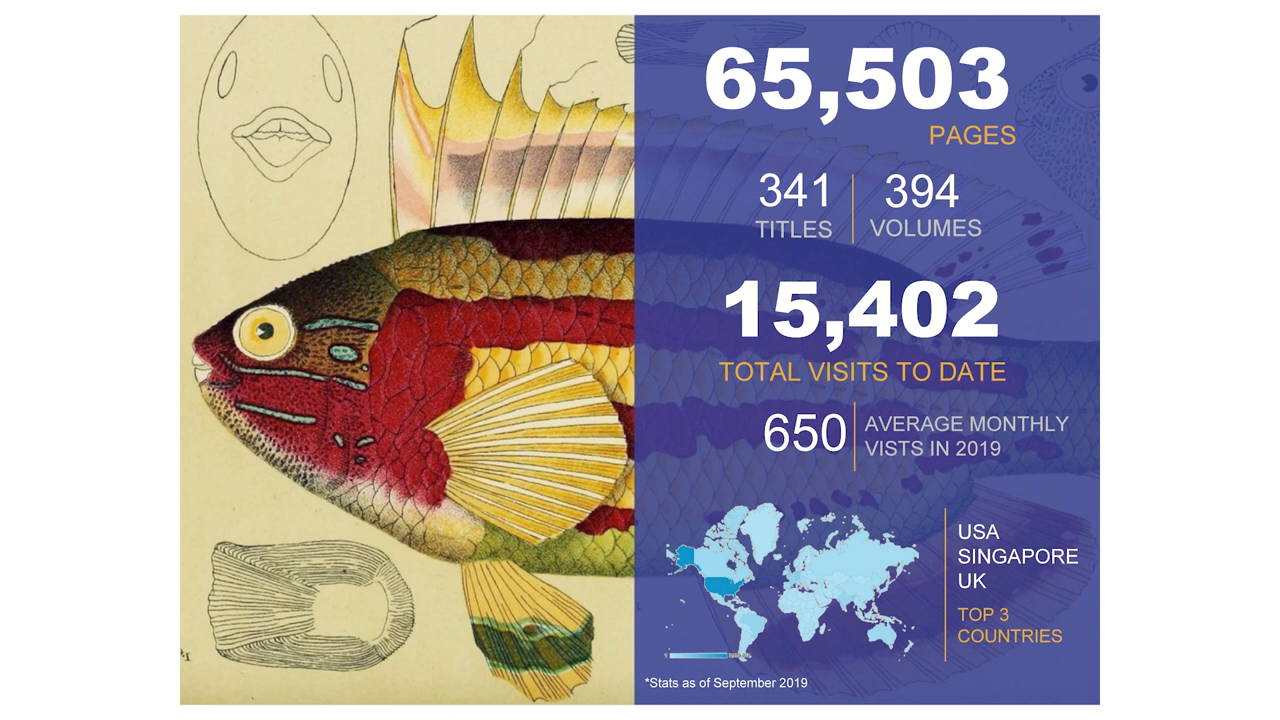 65,503
PAGES
341
TITLES
394
VOLUMES
15,402
TOTAL VISITS TO DATE
650
AVERAGE MONTHLY
VISTS IN 2019
USA
SINGAPORE
UK
TOP 3
COUNTRIES
*Stats as of September 2019